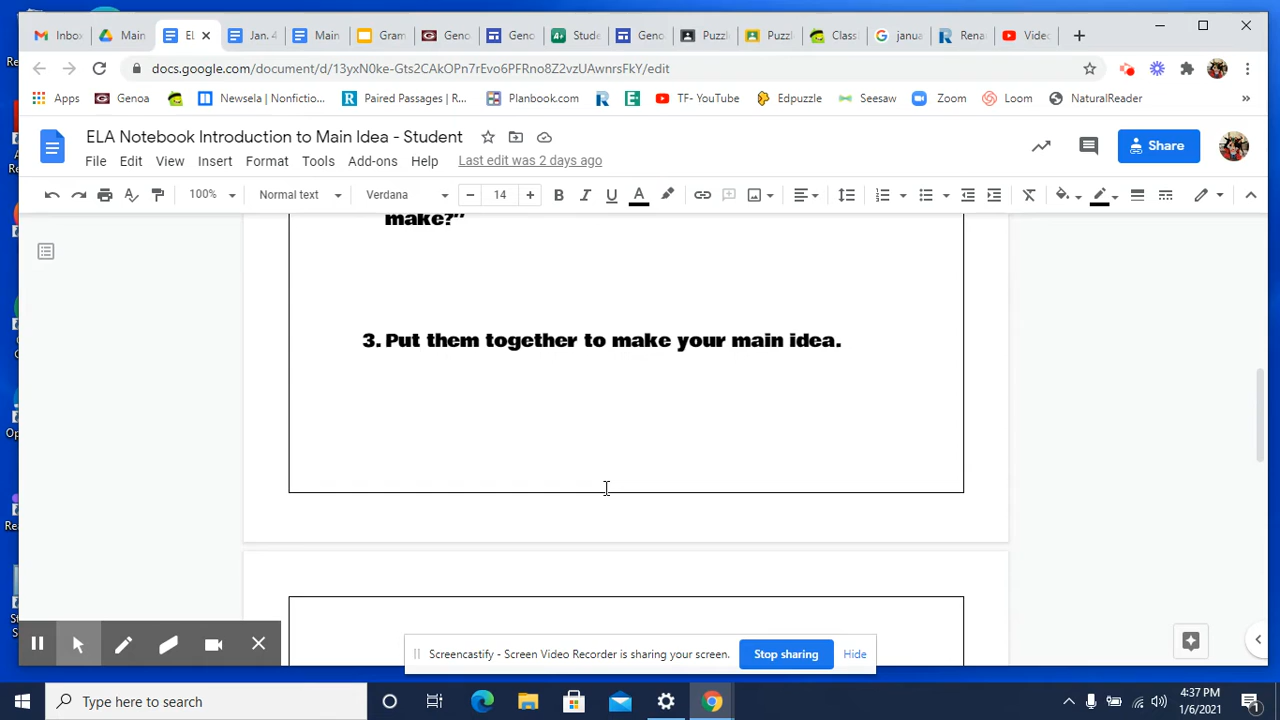 Inbo
Main
El
Jan. 4
Main
Gram
Geno
Geno
Stude
Geno
Puzzl
Puzzl
Class
janua
Rena
Video
docs.google.com/document/d/13yxN0ke-Gts2CAkOPn7rEvo6PFRno8Z2vzUAwnrsFkY/edit
Apps
Genoa
Newsela | Nonfictio...
Paired Passages | R...
Planbook.com
TF- YouTube
Edpuzzle
Seesaw
Zoom
Loom
NaturalReader
»
ELA Notebook Introduction to Main Idea - Student
Share
File Edit View Insert Format Tools Add-ons Help Last edit was 2 days ago
100% Normal text Verdana 14 B I U A
make?”
3. Put them together to make your main idea.
Screencastify - Screen Video Recorder is sharing your screen. Stop sharing Hide
Type here to search
4:37 PM
1/6/2021
1